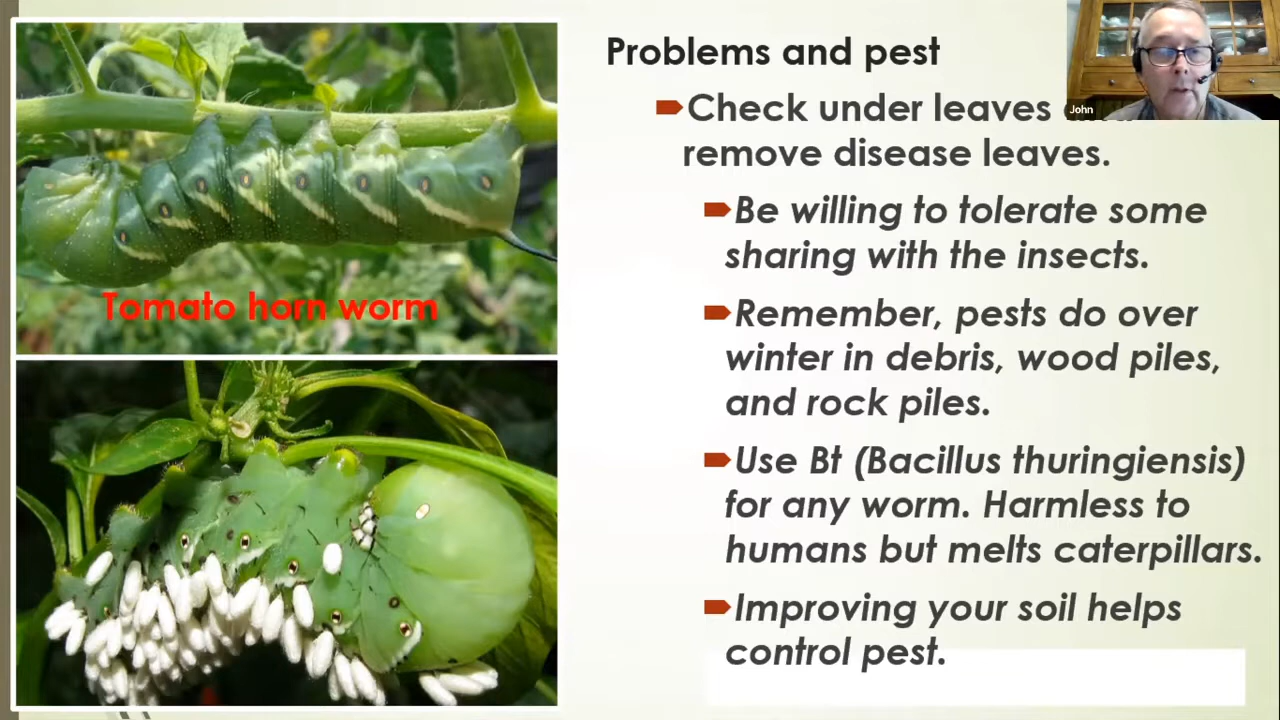 Problems and pest
John
Check under leaves
remove disease leaves.
Be willing to tolerate some
sharing with the insects.
Remember, pests do over
winter in debris, wood piles,
and rock piles.
Use Bt (Bacillus thuringiensis)
for any worm. Harmless to
humans but melts caterpillars.
Improving your soil helps
control pest.
Tomato horn worm